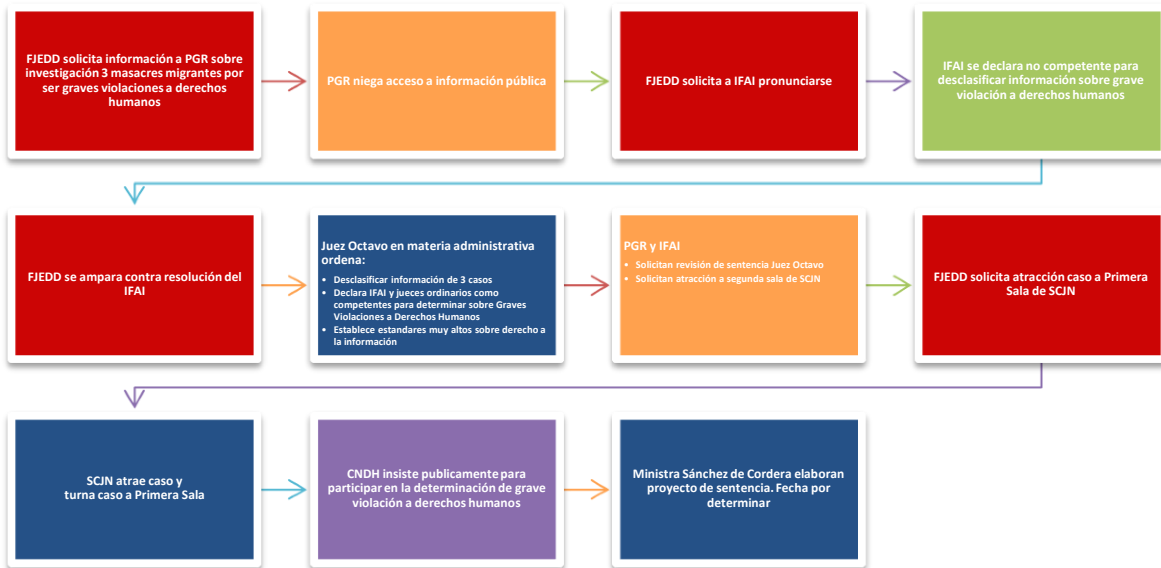 FJEDD solicita información a PGR sobre
investigación 3 masacres migrantes por
ser graves violaciones a derechos
humanos
PGR niega acceso a información pública
FJEDD solicita a IFAI pronunciarse
IFAI se declara no competente para
desclasificar información sobre grave
violación a derechos humanos
FJEDD se ampara contra resolución del
IFAI
Juez Octavo en materia administrativa
ordena:
• Desclasificar información de 3 casos
• Declara IFAI y jueces ordinarios como
competentes para determinar sobre Graves
Violaciones a Derechos Humanos
• Establece estandares muy altos sobre derecho a
la información
PGR y IFAI
• Solicitan revisión de sentencia Juez Octavo
• Solicitan atracción a segunda sala de SCJN
FJEDD solicita atracción caso a Primera
Sala de SCJN
SCJN atrae caso y
turna caso a Primera Sala
CNDH insiste publicamente para
participar en la determinación de grave
violación a derechos humanos
Ministra Sánchez de Cordera elaboran
proyecto de sentencia. Fecha por
determinar